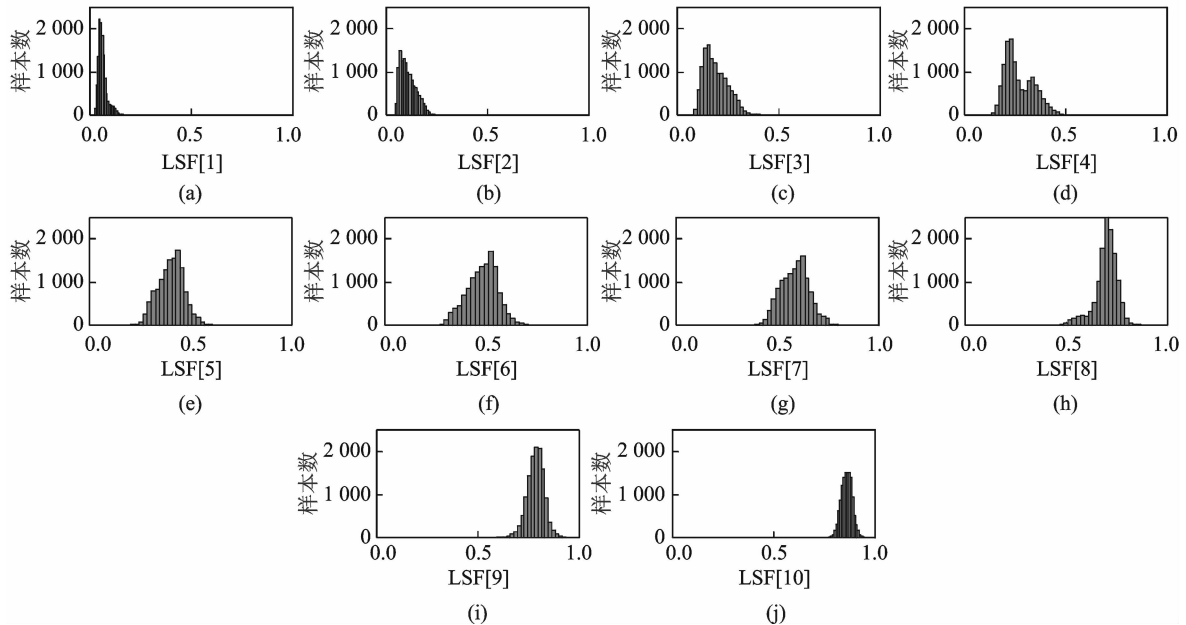 样本数 2 000 1 000 0 0.0 0.5 1.0 LSF[1] (a)
样本数 2 000 1 000 0 0.0 0.5 1.0 LSF[2] (b)
样本数 2 000 1 000 0 0.0 0.5 1.0 LSF[3] (c)
样本数 2 000 1 000 0 0.0 0.5 1.0 LSF[4] (d)
样本数 2 000 1 000 0 0.0 0.5 1.0 LSF[5] (e)
样本数 2 000 1 000 0 0.0 0.5 1.0 LSF[6] (f)
样本数 2 000 1 000 0 0.0 0.5 1.0 LSF[7] (g)
样本数 2 000 1 000 0 0.0 0.5 1.0 LSF[8] (h)
样本数 2 000 1 000 0 0.0 0.5 1.0 LSF[9] (i)
样本数 2 000 1 000 0 0.0 0.5 1.0 LSF[10] (j)